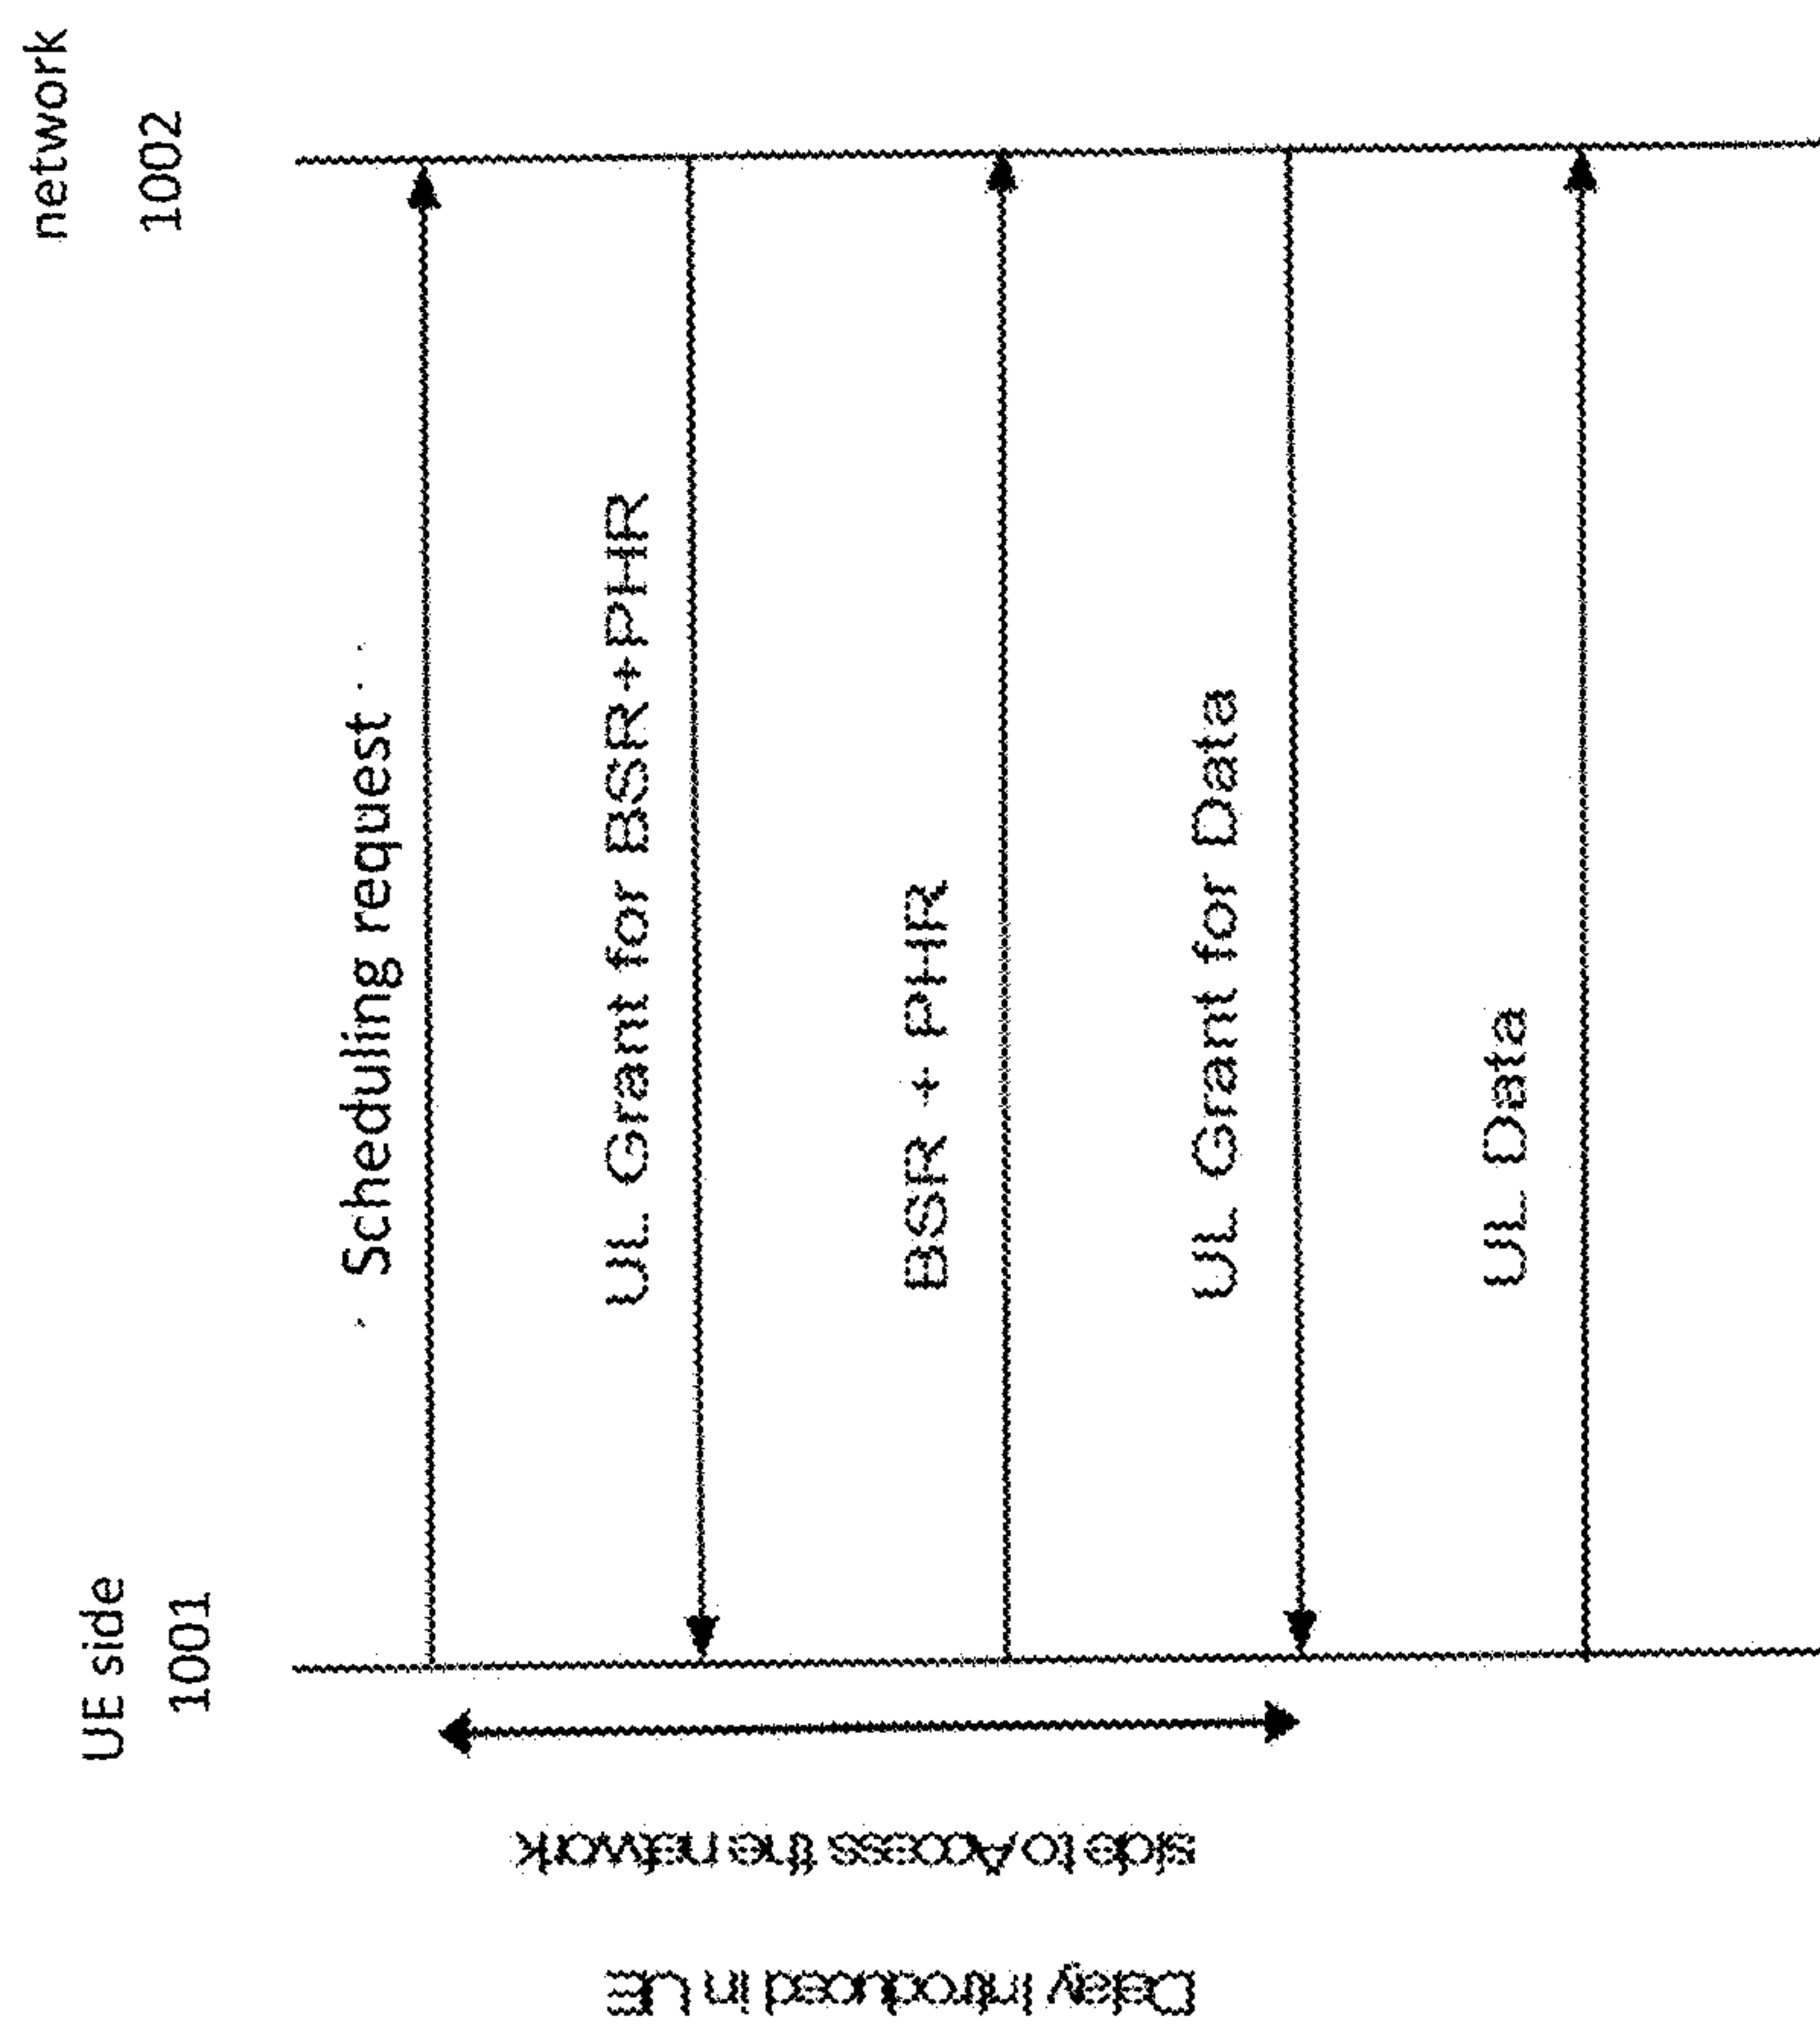 UE side
1001
network
1002
Scheduling request
UL Grant for BSR+PHR
BSR + PHR
UL Grant for Data
UL Data
Delay Introduced in UE
side to Access the network